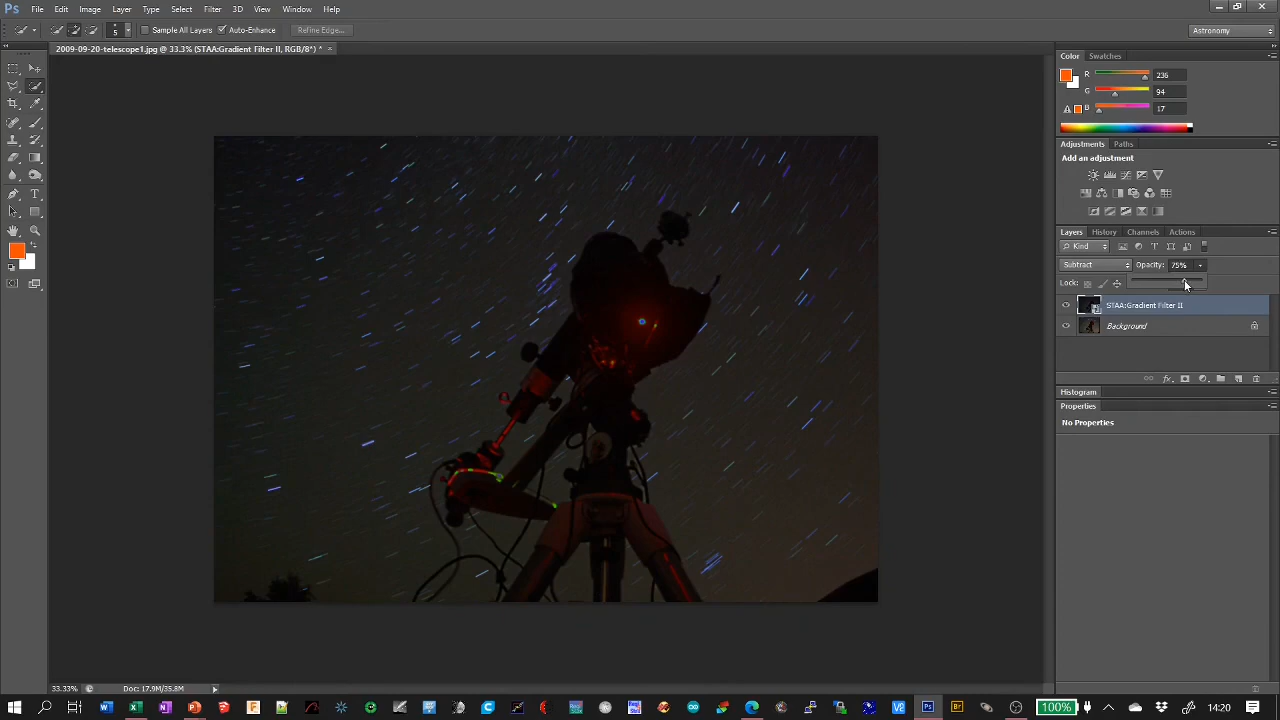 Ps File Edit Image Layer Type Select Filter 3D View Window Help
5 Sample All Layers Auto-Enhance Refine Edge... Astronomy
2009-09-20-telescope1.jpg @ 33.3% (STAA:Gradient Filter II, RGB/8*) * ×
Color Swatches
R 236
G 94
B 17
Adjustments Paths
Add an adjustment
Layers History Channels Actions
Kind
Subtract Opacity: 75%
Lock:
STAA:Gradient Filter II
Background
fx
Histogram
Properties
No Properties
33.33% Doc: 17.9M/35.8M
100% 14:20